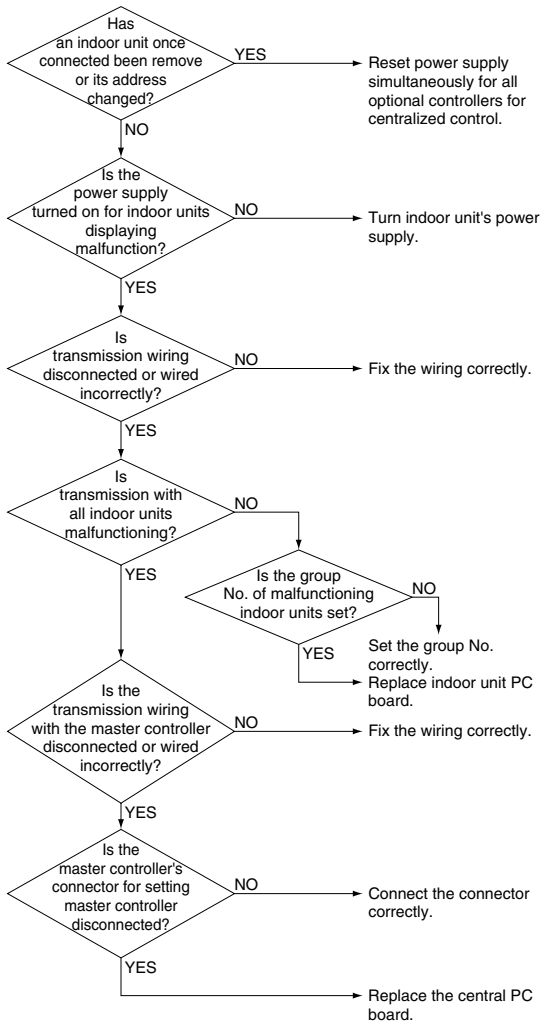 Has
an indoor unit once
connected been remove
or its address
changed?
YES
Reset power supply
simultaneously for all
optional controllers for
centralized control.
NO
Is the
power supply
turned on for indoor units
displaying
malfunction?
NO
Turn indoor unit's power
supply.
YES
Is
transmission wiring
disconnected or wired
incorrectly?
NO
Fix the wiring correctly.
YES
Is
transmission with
all indoor units
malfunctioning?
NO
YES
Is the group
No. of malfunctioning
indoor units set?
NO
Set the group No.
correctly.
YES
Replace indoor unit PC
board.
Is the
transmission wiring
with the master controller
disconnected or wired
incorrectly?
NO
Fix the wiring correctly.
YES
Is the
master controller's
connector for setting
master controller
disconnected?
NO
Connect the connector
correctly.
YES
Replace the central PC
board.